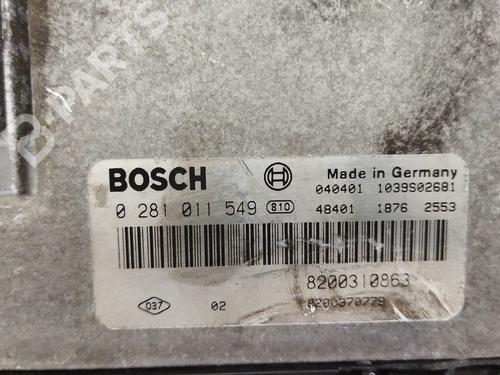 B-PARTS
BOSCH
Made in Germany
040401 1039S02681
0 281 011 549 810 48401 1876 2553
8200310863
037 02 8200370779